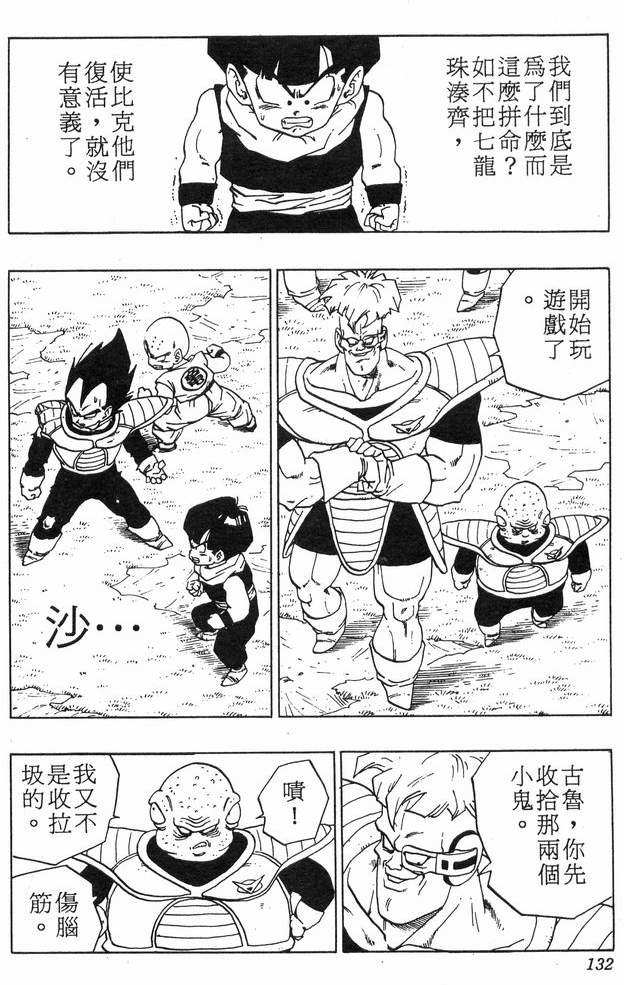 我們到底是
爲了什麼而
這麼拼命？
如不把七龍
珠湊齊，
使比克他們
復活，就沒
有意義了。
開始玩
遊戲了
。
沙…
古魯，你先
收拾那兩個
小鬼。
嘖！
我又不
是收拉
圾的。
傷腦
筋。
132